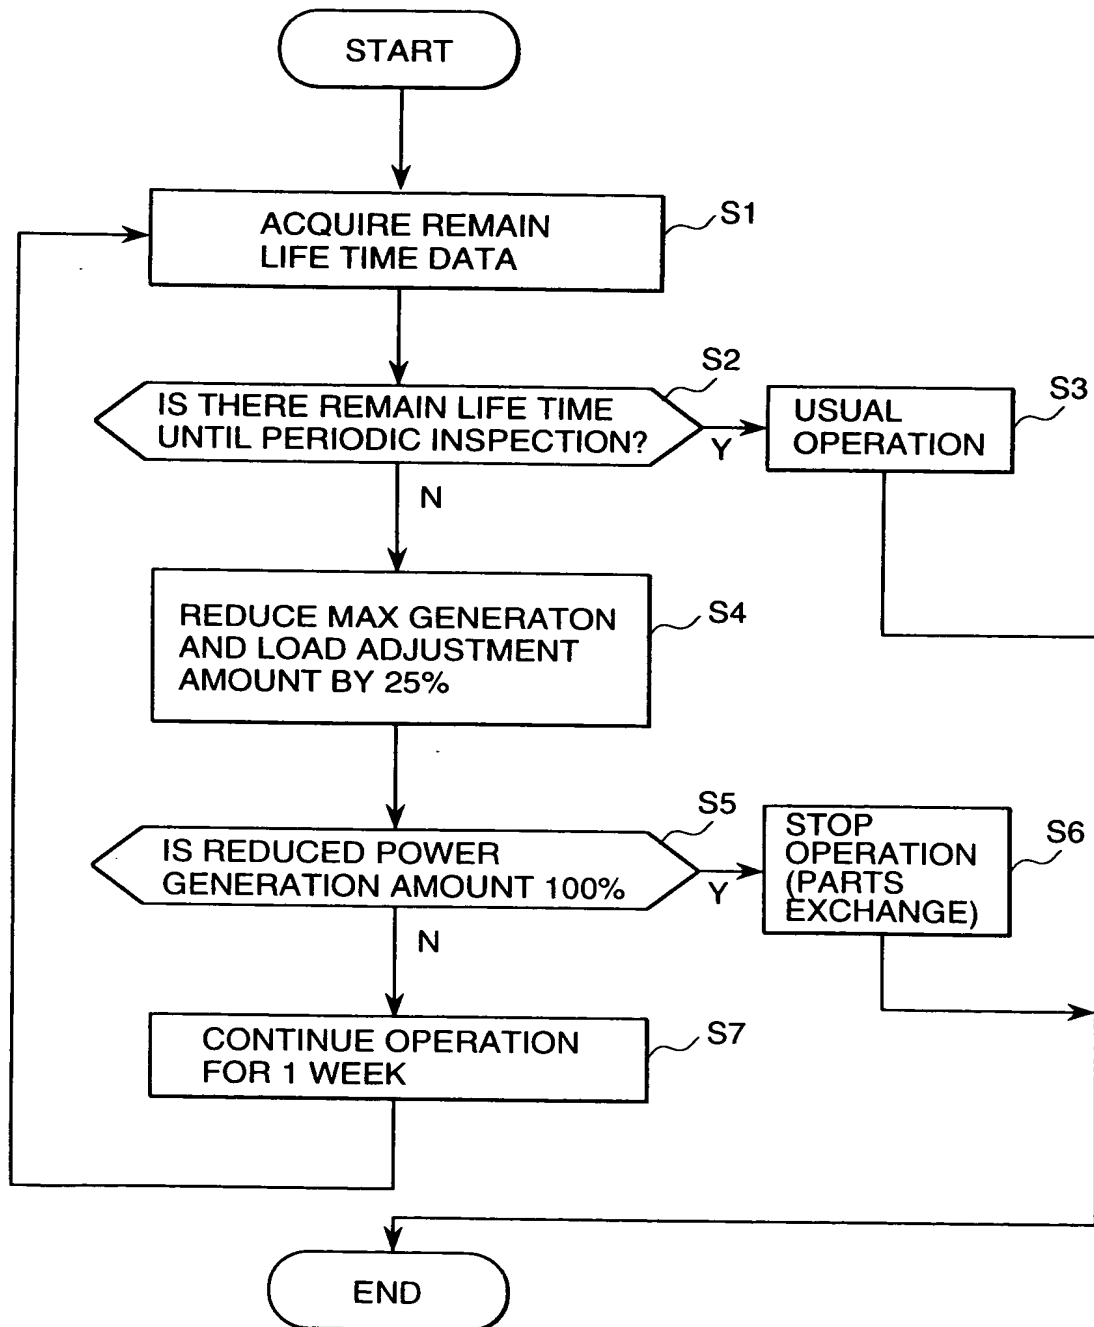 START
ACQUIRE REMAIN
LIFE TIME DATA
S1
IS THERE REMAIN LIFE TIME
UNTIL PERIODIC INSPECTION?
S2
Y
USUAL
OPERATION
S3
N
REDUCE MAX GENERATON
AND LOAD ADJUSTMENT
AMOUNT BY 25%
S4
IS REDUCED POWER
GENERATION AMOUNT 100%
S5
Y
STOP
OPERATION
(PARTS
EXCHANGE)
S6
N
CONTINUE OPERATION
FOR 1 WEEK
S7
END